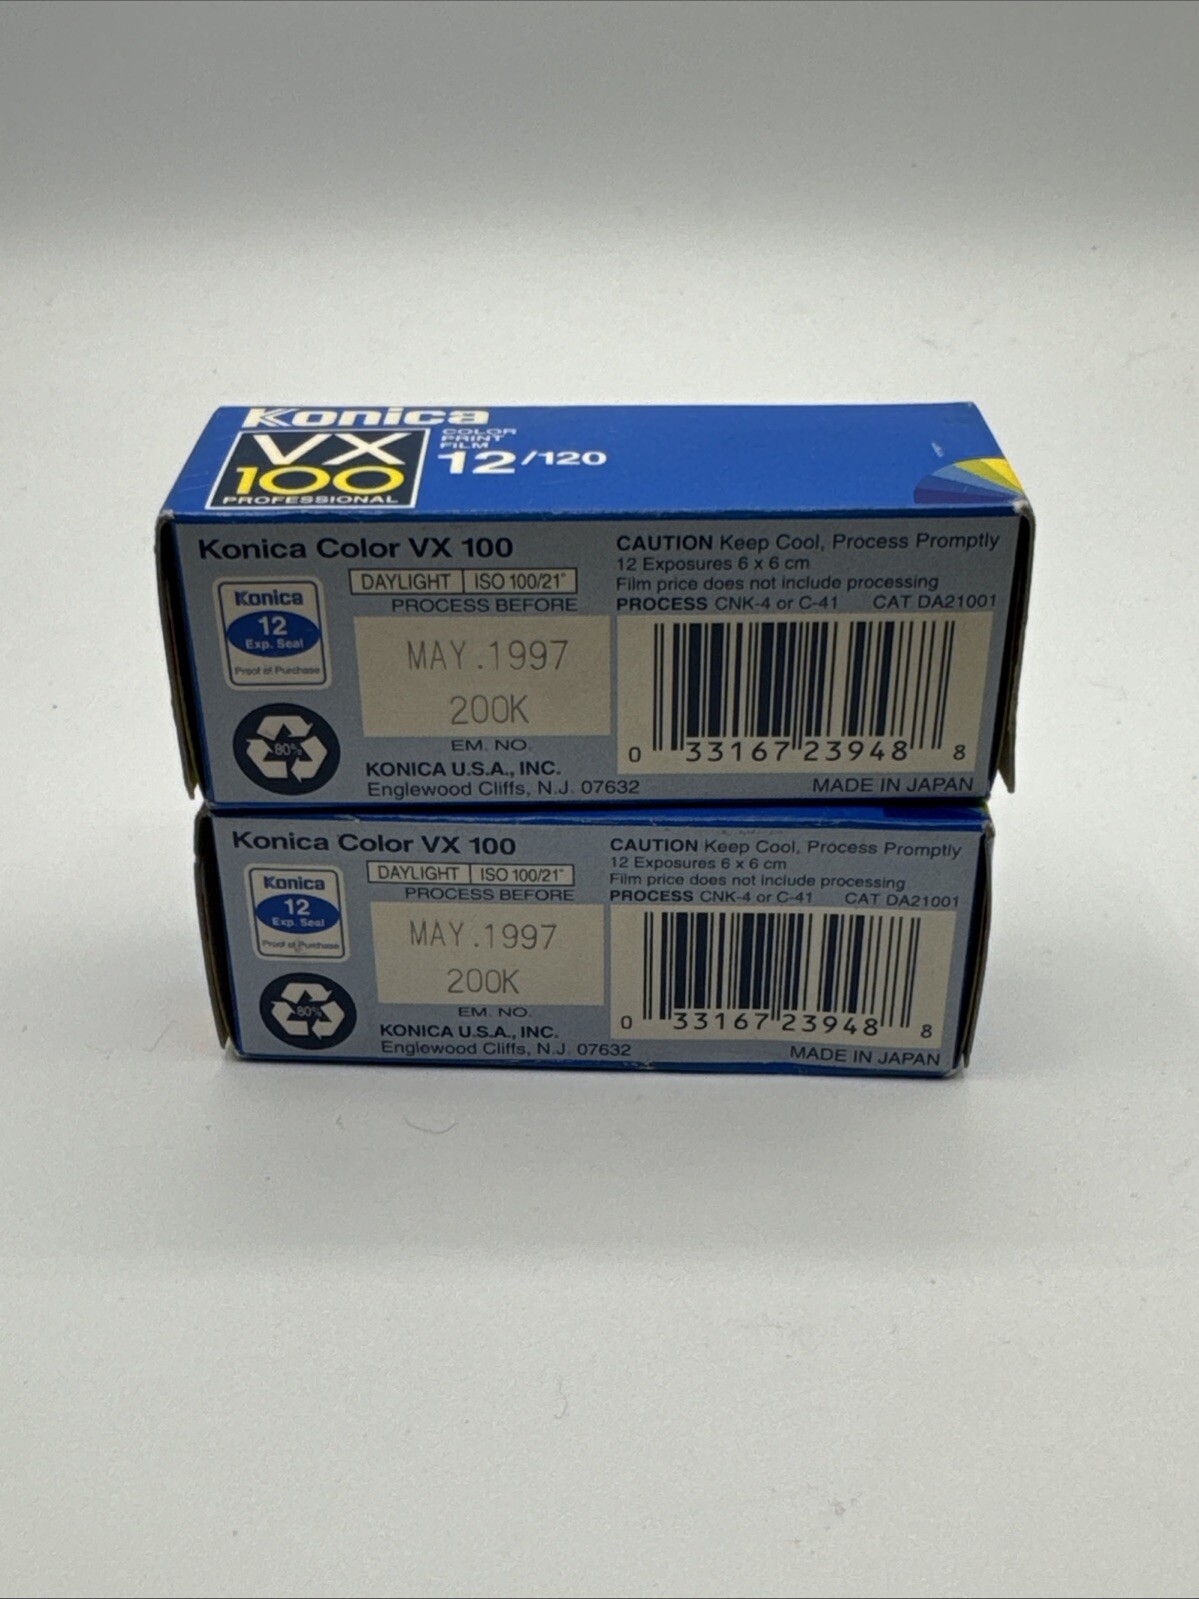 Konica
VX
100
PROFESSIONAL
COLOR
PRINT
FILM
12/120
Konica Color VX 100
DAYLIGHT ISO 100/21°
PROCESS BEFORE
Konica
12
Exp. Seal
Proof of Purchase
80%
MAY.1997
200K
EM. NO.
KONICA U.S.A., INC.
Englewood Cliffs, N.J. 07632
CAUTION Keep Cool, Process Promptly
12 Exposures 6 x 6 cm
Film price does not include processing
PROCESS CNK-4 or C-41 CAT DA21001
0 33167 23948 8
MADE IN JAPAN
Konica Color VX 100
DAYLIGHT ISO 100/21°
PROCESS BEFORE
Konica
12
Exp. Seal
Proof of Purchase
80%
MAY.1997
200K
EM. NO.
KONICA U.S.A., INC.
Englewood Cliffs, N.J. 07632
CAUTION Keep Cool, Process Promptly
12 Exposures 6 x 6 cm
Film price does not include processing
PROCESS CNK-4 or C-41 CAT DA21001
0 33167 23948 8
MADE IN JAPAN